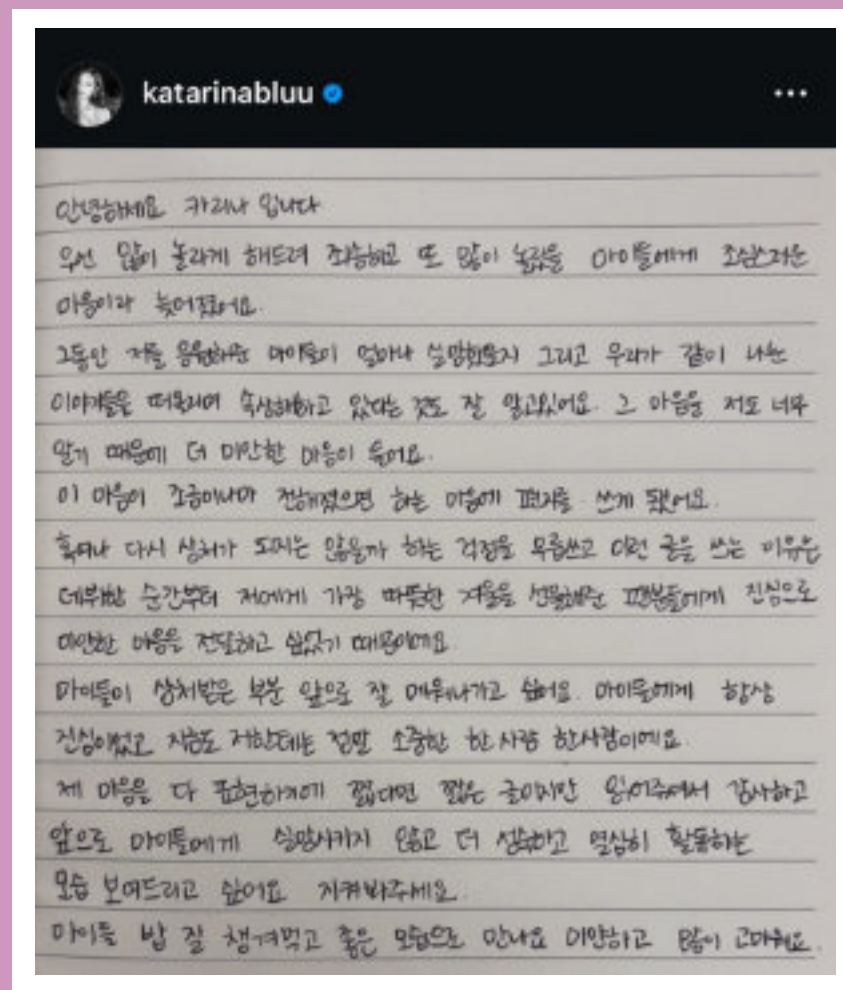 katarinabluu
안녕하세요 카리나 입니다
우선 많이 놀라게 해드려 죄송하고 또 많이 놀랐을 마이들에게 조심스러운
마음이라 늦어졌어요.
그동안 저를 응원해준 마이들이 얼마나 실망했을지 그리고 우리가 같이 나눈
이야기들을 떠올리며 속상해하고 있다는 것도 잘 알고있어요. 그 마음을 저도 너무
알기 때문에 더 미안한 마음이 들어요.
이 마음이 조금이나마 전해졌으면 하는 마음에 편지를 쓰게 됐어요.
혹여나 다시 상처가 되지는 않을까 하는 걱정을 무릅쓰고 이런 글을 쓰는 이유는
데뷔한 순간부터 저에게 가장 따뜻한 겨울을 선물해준 팬분들에게 진심으로
미안한 마음을 전달하고 싶었기 때문이에요.
마이들이 상처받은 부분 앞으로 잘 메워나가고 싶어요. 마이들에게 항상
진심이었고 지금도 저한테는 정말 소중한 한 사람 한사람이에요.
제 마음을 다 표현하기에 짧다면 짧은 글이지만 읽어주셔서 감사하고
앞으로 마이들에게 실망시키지 않고 더 성숙하고 열심히 활동하는
모습 보여드리고 싶어요 지켜봐주세요.
마이들 밥 잘 챙겨먹고 좋은 모습으로 만나요 미안하고 많이 고마워요.